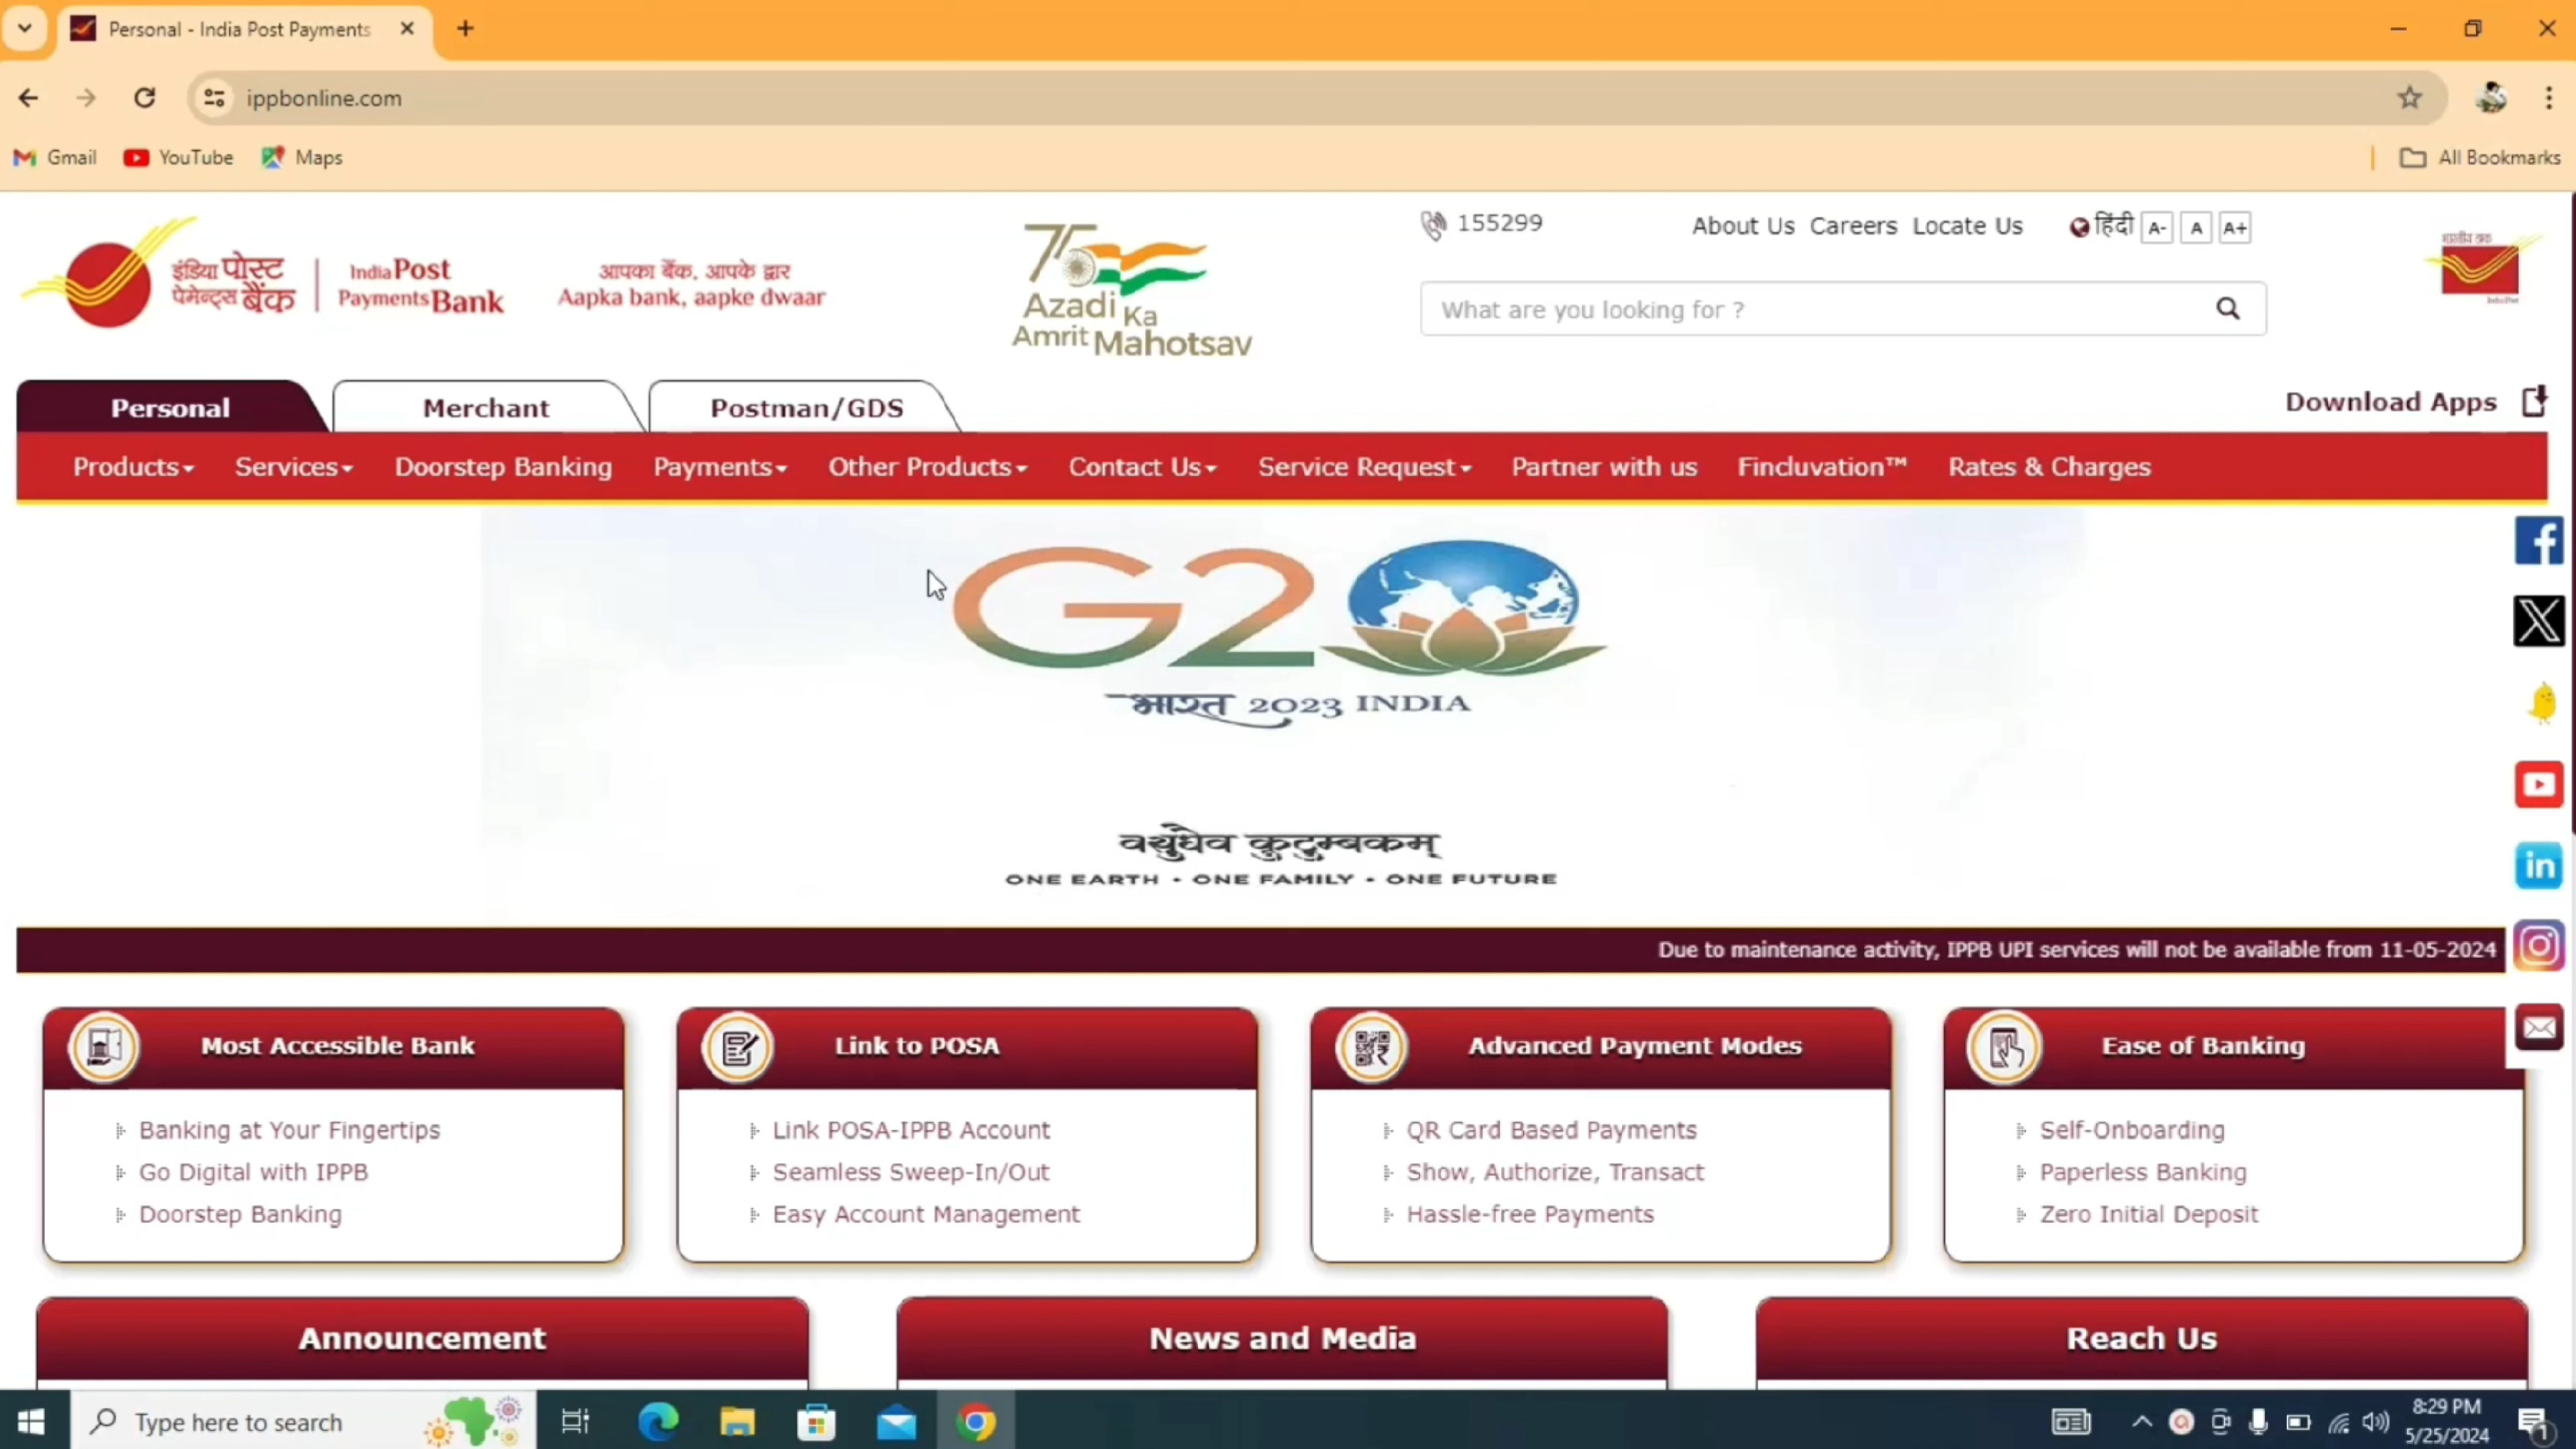 Personal - India Post Payments
ippbonline.com
Gmail YouTube Maps All Bookmarks
इंडिया पोस्ट
पेमेन्ट्स बैंक
India Post
Payments Bank
आपका बैंक, आपके द्वार
Aapka bank, aapke dwaar
75
Azadi Ka
Amrit Mahotsav
155299
About Us Careers Locate Us
हिंदी A- A A+
What are you looking for ?
भारतीय डाक
India Post
Personal Merchant Postman/GDS
Download Apps
Products Services Doorstep Banking Payments Other Products Contact Us Service Request Partner with us Fincluvation™ Rates & Charges
G20
भारत 2023 INDIA
वसुधैव कुटुम्बकम्
ONE EARTH • ONE FAMILY • ONE FUTURE
Due to maintenance activity, IPPB UPI services will not be available from 11-05-2024
Most Accessible Bank
Banking at Your Fingertips
Go Digital with IPPB
Doorstep Banking
Link to POSA
Link POSA-IPPB Account
Seamless Sweep-In/Out
Easy Account Management
Advanced Payment Modes
QR Card Based Payments
Show, Authorize, Transact
Hassle-free Payments
Ease of Banking
Self-Onboarding
Paperless Banking
Zero Initial Deposit
Announcement
News and Media
Reach Us
Type here to search
8:29 PM
5/25/2024
1